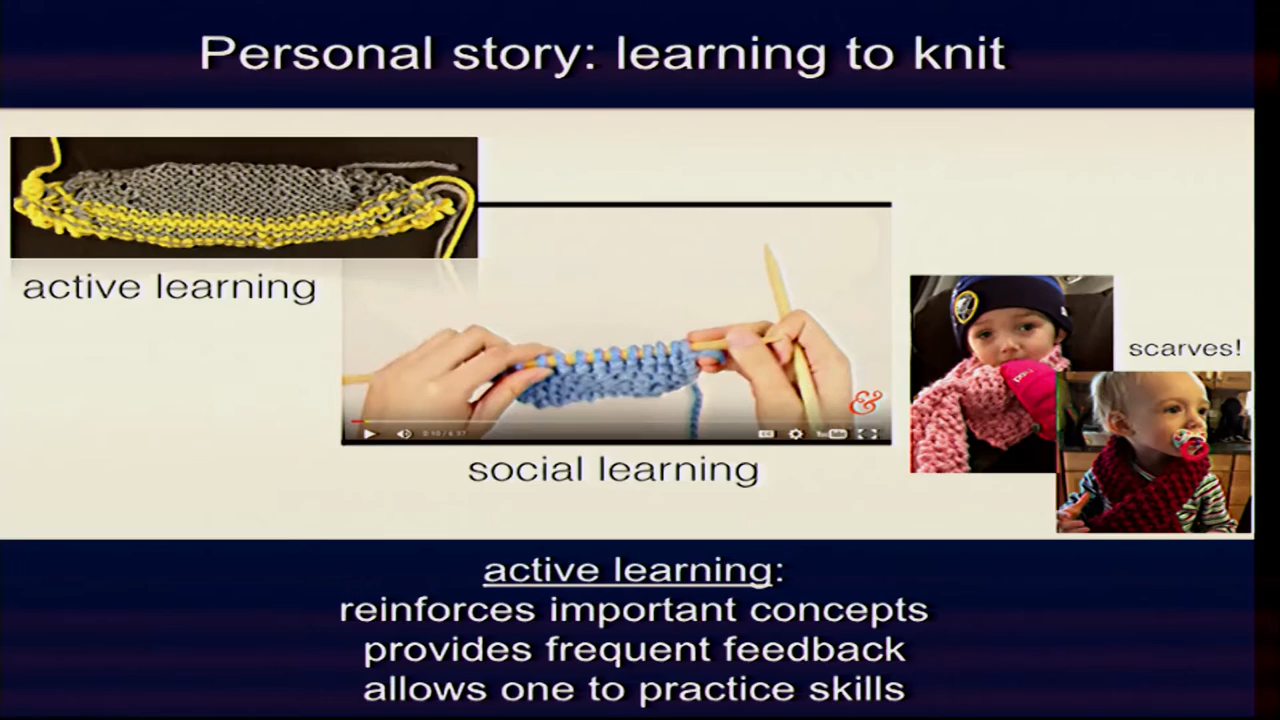 Personal story: learning to knit
active learning
scarves!
social learning
active learning:
reinforces important concepts
provides frequent feedback
allows one to practice skills